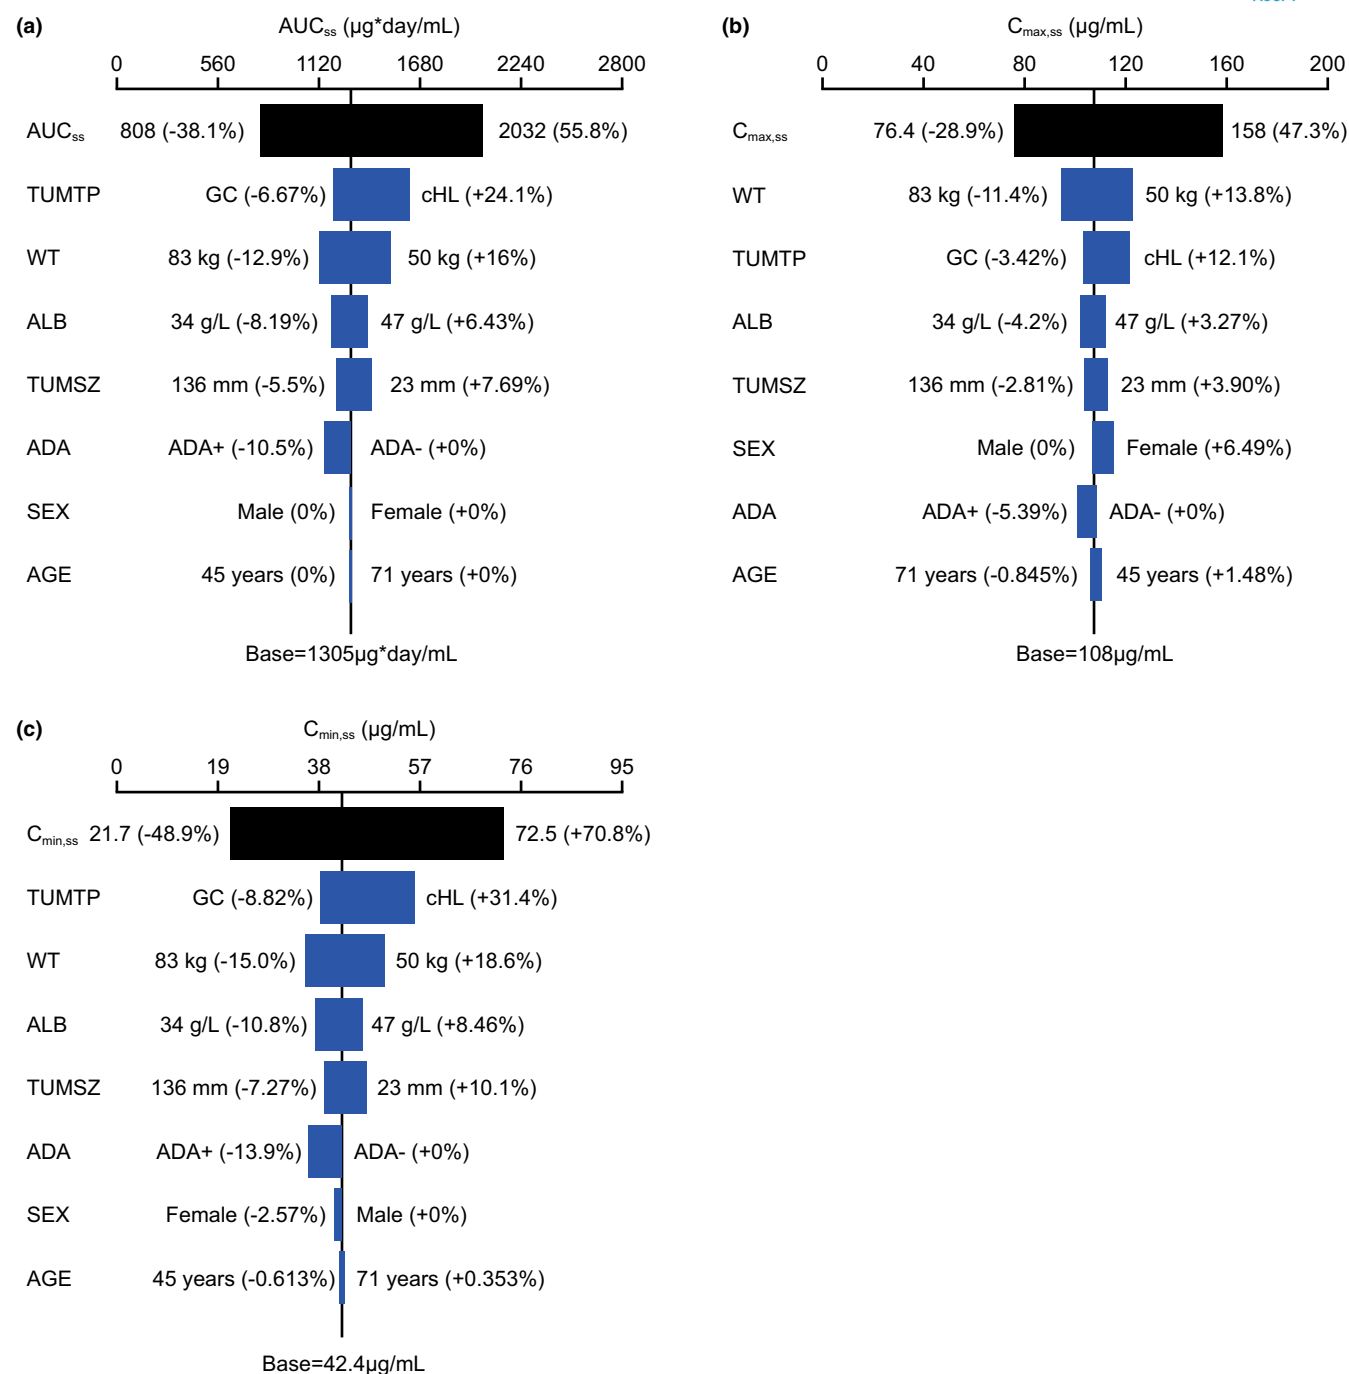 (a)
AUCss (µg*day/mL)
0 560 1120 1680 2240 2800
AUCss 808 (-38.1%) 2032 (55.8%)
TUMTP GC (-6.67%) cHL (+24.1%)
WT 83 kg (-12.9%) 50 kg (+16%)
ALB 34 g/L (-8.19%) 47 g/L (+6.43%)
TUMSZ 136 mm (-5.5%) 23 mm (+7.69%)
ADA ADA+ (-10.5%) ADA- (+0%)
SEX Male (0%) Female (+0%)
AGE 45 years (0%) 71 years (+0%)
Base=1305µg*day/mL
(b)
Cmax,ss (µg/mL)
0 40 80 120 160 200
Cmax,ss 76.4 (-28.9%) 158 (47.3%)
WT 83 kg (-11.4%) 50 kg (+13.8%)
TUMTP GC (-3.42%) cHL (+12.1%)
ALB 34 g/L (-4.2%) 47 g/L (+3.27%)
TUMSZ 136 mm (-2.81%) 23 mm (+3.90%)
SEX Male (0%) Female (+6.49%)
ADA ADA+ (-5.39%) ADA- (+0%)
AGE 71 years (-0.845%) 45 years (+1.48%)
Base=108µg/mL
(c)
Cmin,ss (µg/mL)
0 19 38 57 76 95
Cmin,ss 21.7 (-48.9%) 72.5 (+70.8%)
TUMTP GC (-8.82%) cHL (+31.4%)
WT 83 kg (-15.0%) 50 kg (+18.6%)
ALB 34 g/L (-10.8%) 47 g/L (+8.46%)
TUMSZ 136 mm (-7.27%) 23 mm (+10.1%)
ADA ADA+ (-13.9%) ADA- (+0%)
SEX Female (-2.57%) Male (+0%)
AGE 45 years (-0.613%) 71 years (+0.353%)
Base=42.4µg/mL